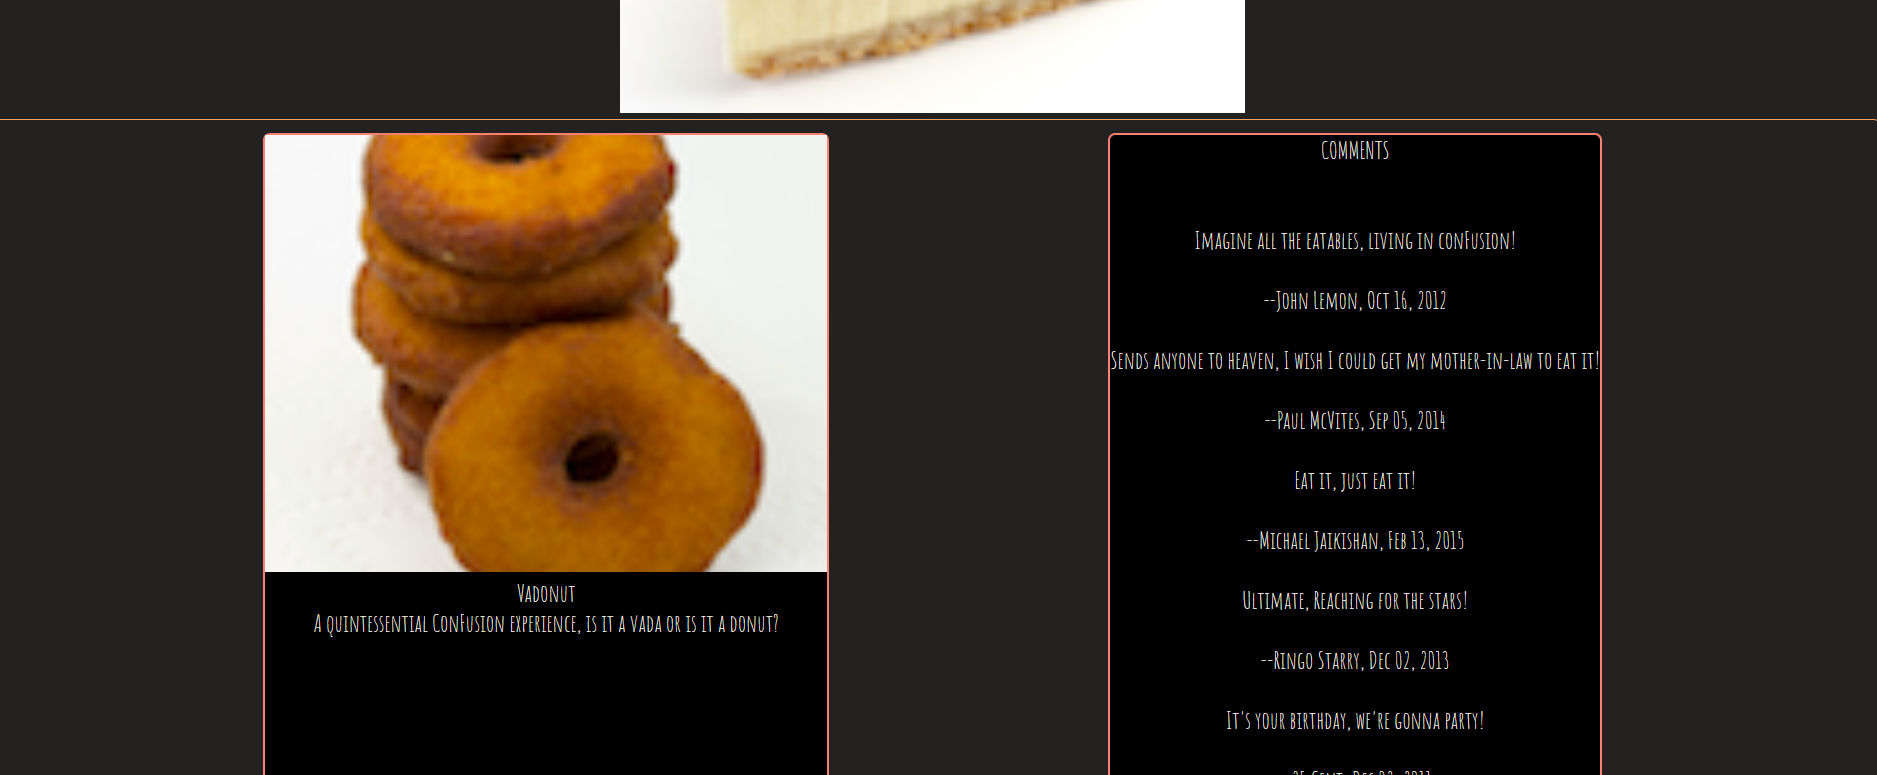 Vadonut
A quintessential ConFusion experience, is it a vada or is it a donut?
COMMENTS
Imagine all the eatables, living in conFusion!
--John Lemon, Oct 16, 2012
Sends anyone to heaven, I wish I could get my mother-in-law to eat it!
--Paul McVites, Sep 05, 2014
Eat it, just eat it!
--Michael Jaikishan, Feb 13, 2015
Ultimate, Reaching for the stars!
--Ringo Starry, Dec 02, 2013
It's your birthday, we're gonna party!